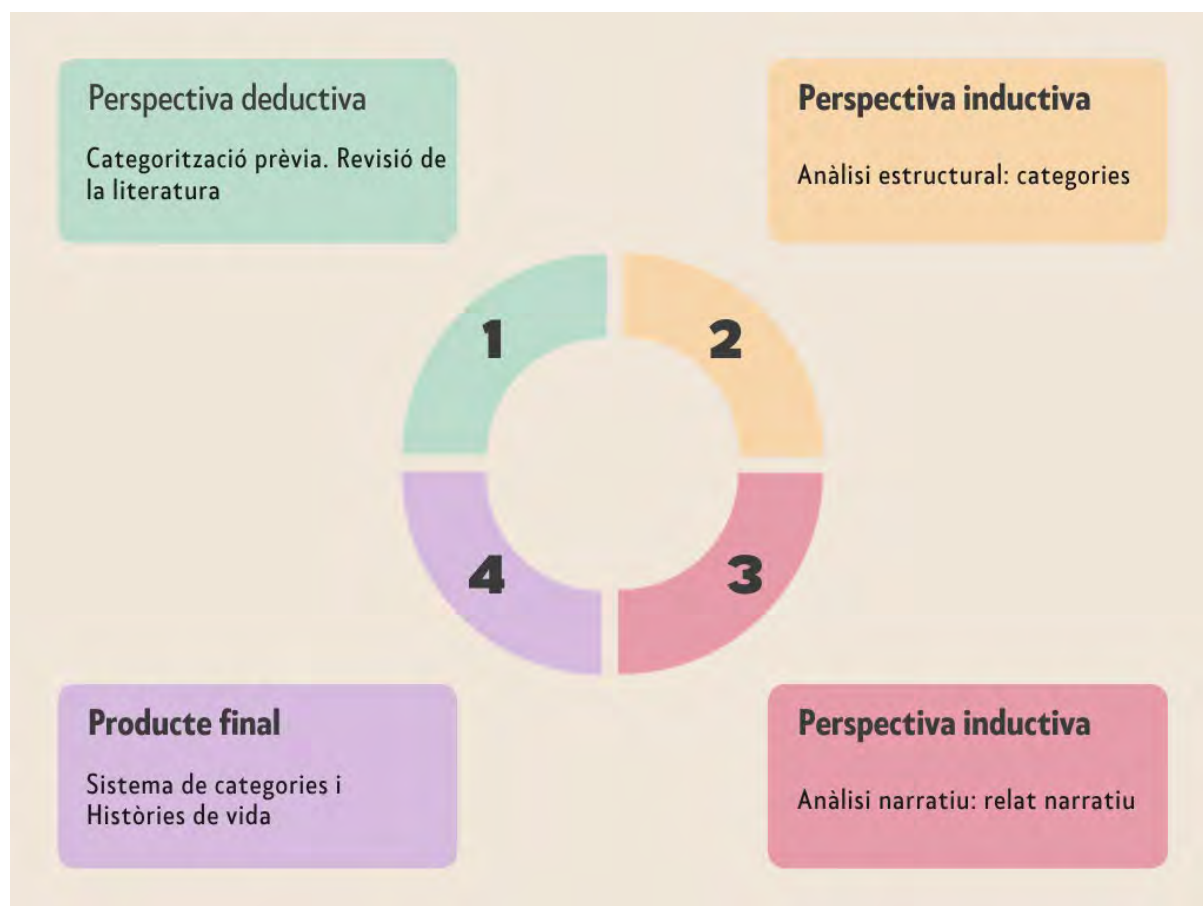 Perspectiva deductiva
Categorització prèvia. Revisió de
la literatura
Perspectiva inductiva
Anàlisi estructural: categories
1
2
4
3
Producte final
Sistema de categories i
Històries de vida
Perspectiva inductiva
Anàlisi narratiu: relat narratiu